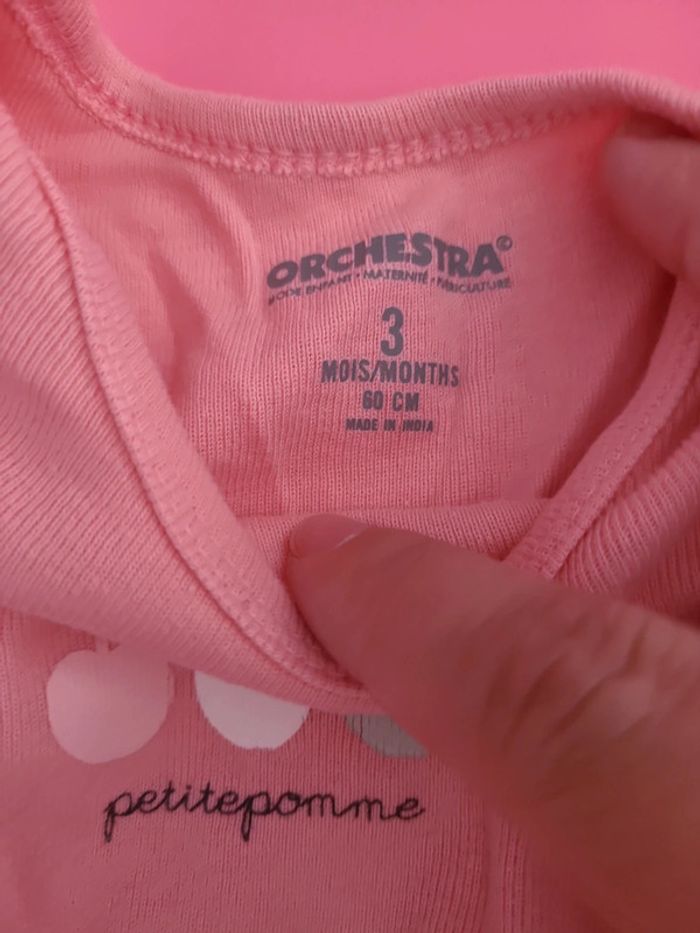 ORCHESTRA©
MODE ENFANT • MATERNITÉ • PUÉRICULTURE
3
MOIS/MONTHS
60 CM
MADE IN INDIA
petitepomme